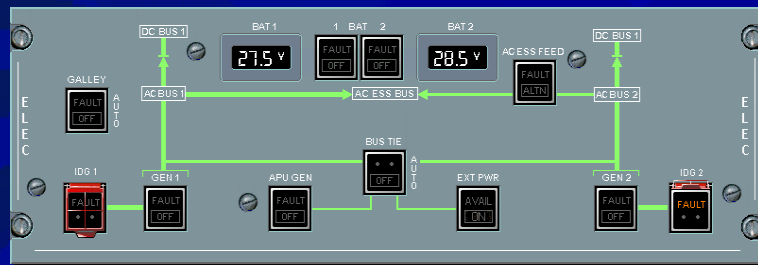 DC BUS 1
BAT 1
1 BAT 2
BAT 2
DC BUS 1
27.5 V
FAULT
OFF
FAULT
OFF
28.5 V
AC ESS FEED
FAULT
ALTN
GALLEY
FAULT
OFF
AUTO
AC BUS 1
AC ESS BUS
AC BUS 2
ELEC
ELEC
BUS TIE
OFF
AUTO
IDG 1
FAULT
GEN 1
FAULT
OFF
APU GEN
FAULT
OFF
EXT PWR
AVAIL
ON
GEN 2
FAULT
OFF
IDG 2
FAULT